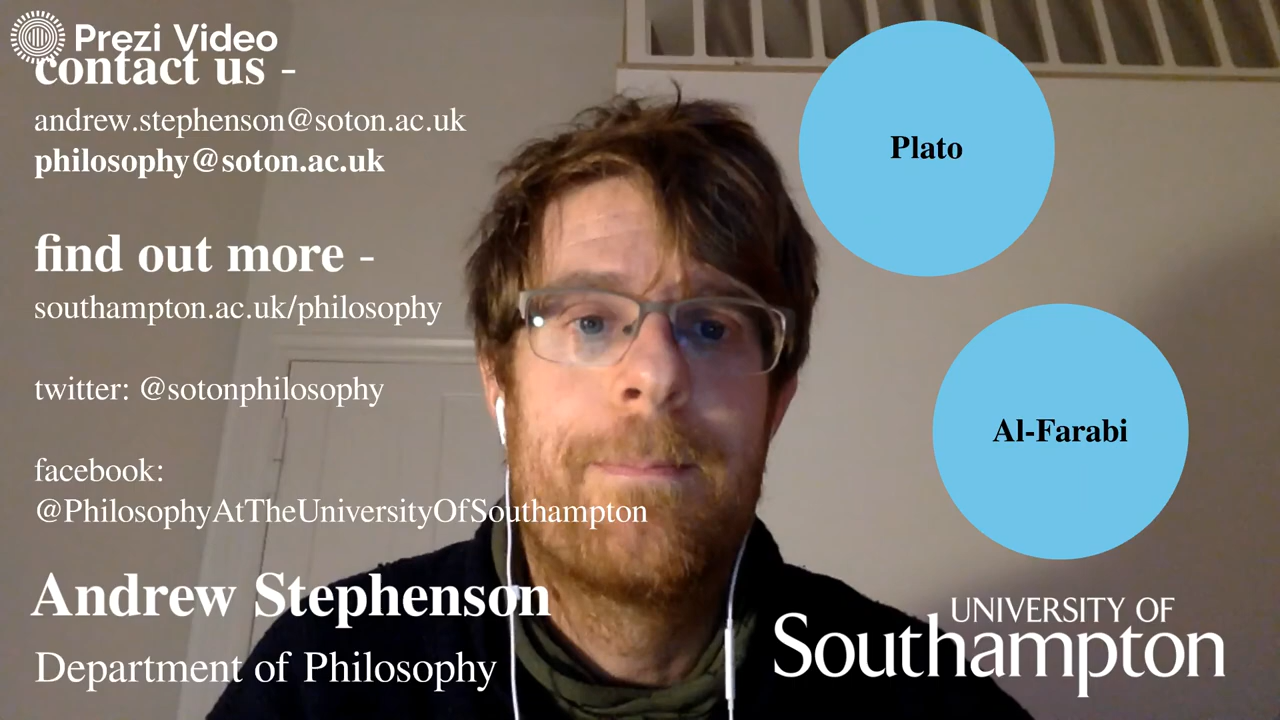 Prezi Video
contact us -
andrew.stephenson@soton.ac.uk
philosophy@soton.ac.uk
find out more -
southampton.ac.uk/philosophy
twitter: @sotonphilosophy
facebook:
@PhilosophyAtTheUniversityOfSouthampton
Andrew Stephenson
Department of Philosophy
Plato
Al-Farabi
UNIVERSITY OF
Southampton